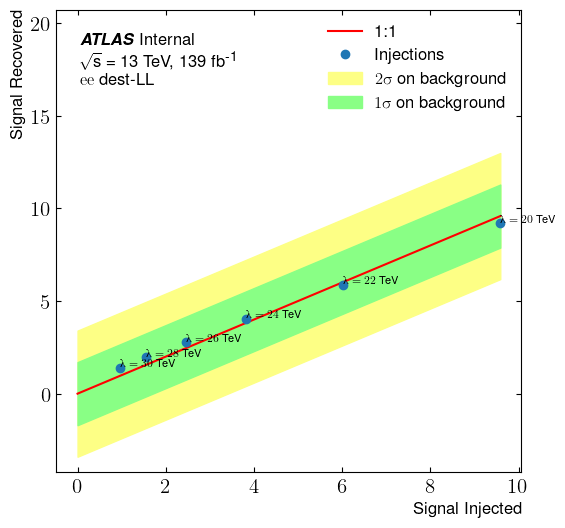 Signal Recovered
20
15
10
5
0
ATLAS Internal
√s = 13 TeV, 139 fb-1
ee dest-LL
1:1
Injections
2σ on background
1σ on background
λ = 20 TeV
λ = 22 TeV
λ = 24 TeV
λ = 26 TeV
λ = 28 TeV
λ = 30 TeV
0 2 4 6 8 10
Signal Injected